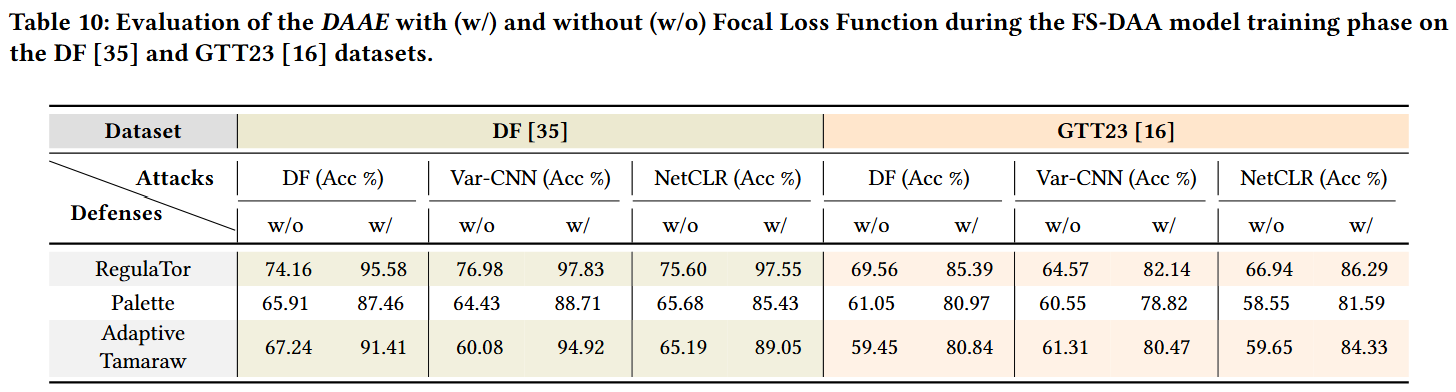 Table 10: Evaluation of the DAAE with (w/) and without (w/o) Focal Loss Function during the FS-DAA model training phase on
the DF [35] and GTT23 [16] datasets.
Dataset DF [35] GTT23 [16]
Attacks DF (Acc %) Var-CNN (Acc %) NetCLR (Acc %) DF (Acc %) Var-CNN (Acc %) NetCLR (Acc %)
Defenses w/o w/ w/o w/ w/o w/ w/o w/ w/o w/ w/o w/
RegulaTor 74.16 95.58 76.98 97.83 75.60 97.55 69.56 85.39 64.57 82.14 66.94 86.29
Palette 65.91 87.46 64.43 88.71 65.68 85.43 61.05 80.97 60.55 78.82 58.55 81.59
Adaptive
Tamaraw 67.24 91.41 60.08 94.92 65.19 89.05 59.45 80.84 61.31 80.47 59.65 84.33